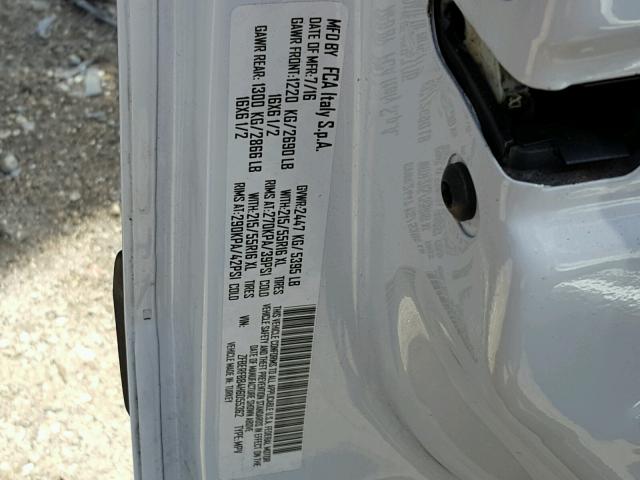 MFD BY FCA Italy S.p.A.
DATE OF MFR:7/16 GVWR:2447 KG/ 5395 LB
GAWR FRONT:1220 KG/2690 LB WITH:215/55R16 XL TIRES
16X6 1/2 RIMS AT:270KPA/39PSI COLD
GAWR REAR: 1300 KG/2866 LB WITH:215/55R16 XL TIRES
16X6 1/2 RIMS AT:290KPA/42PSI COLD
THIS VEHICLE CONFORMS TO ALL APPLICABLE U.S.A. FEDERAL MOTOR
VEHICLE SAFETY AND THEFT PREVENTION STANDARDS IN EFFECT ON THE
DATE OF MANUFACTURE SHOWN ABOVE
VIN: TYPE:MPV
VEHICLE MADE IN: TURKEY